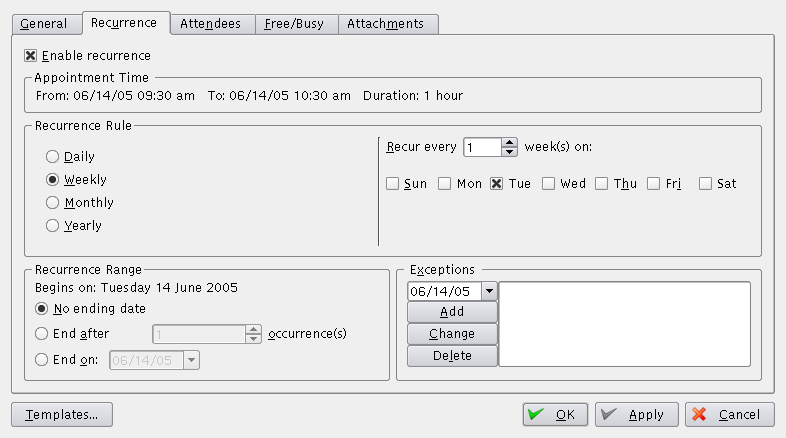 General Recurrence Attendees Free/Busy Attachments
Enable recurrence
Appointment Time
From: 06/14/05 09:30 am To: 06/14/05 10:30 am Duration: 1 hour
Recurrence Rule
Daily
Weekly
Monthly
Yearly
Recur every 1 week(s) on:
Sun Mon Tue Wed Thu Fri Sat
Recurrence Range
Begins on: Tuesday 14 June 2005
No ending date
End after 1 occurrence(s)
End on: 06/14/05
Exceptions
06/14/05
Add
Change
Delete
Templates... OK Apply Cancel